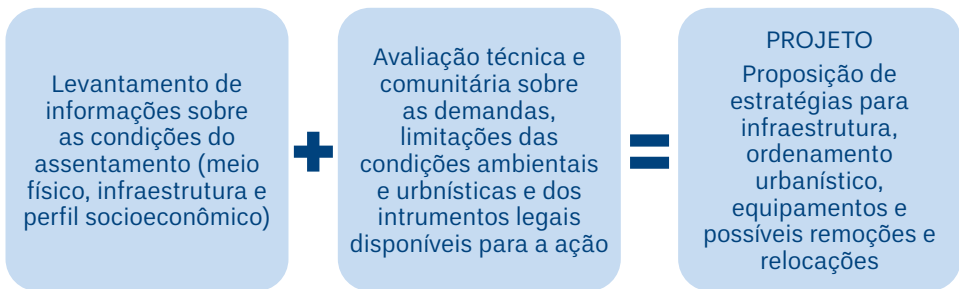 Levantamento de
informações sobre
as condições do
assentamento (meio
físico, infraestrutura e
perfil socioeconômico)
+
Avaliação técnica e
comunitária sobre
as demandas,
limitações das
condições ambientais
e urbnísticas e dos
intrumentos legais
disponíveis para a ação
=
PROJETO
Proposição de
estratégias para
infraestrutura,
ordenamento
urbanístico,
equipamentos e
possíveis remoções e
relocações